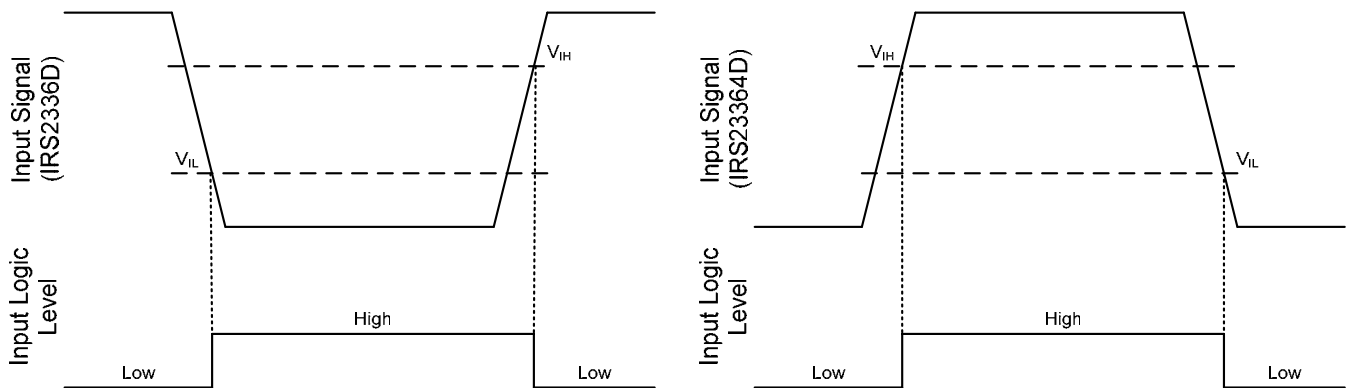 Input Signal
(IRS2336D)
V_IH
V_IL
Input Logic
Level
High
Low
Low
Input Signal
(IRS23364D)
V_IH
V_IL
Input Logic
Level
High
Low
Low